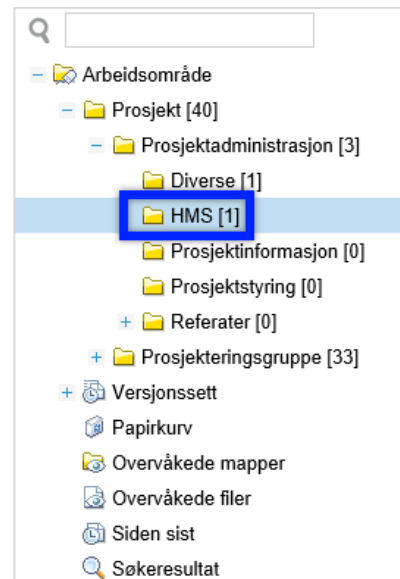 Arbeidsområde
Prosjekt [40]
Prosjektadministrasjon [3]
Diverse [1]
HMS [1]
Prosjektinformasjon [0]
Prosjektstyring [0]
Referater [0]
Prosjekteringsgruppe [33]
Versjonssett
Papirkurv
Overvåkede mapper
Overvåkede filer
Siden sist
Søkeresultat